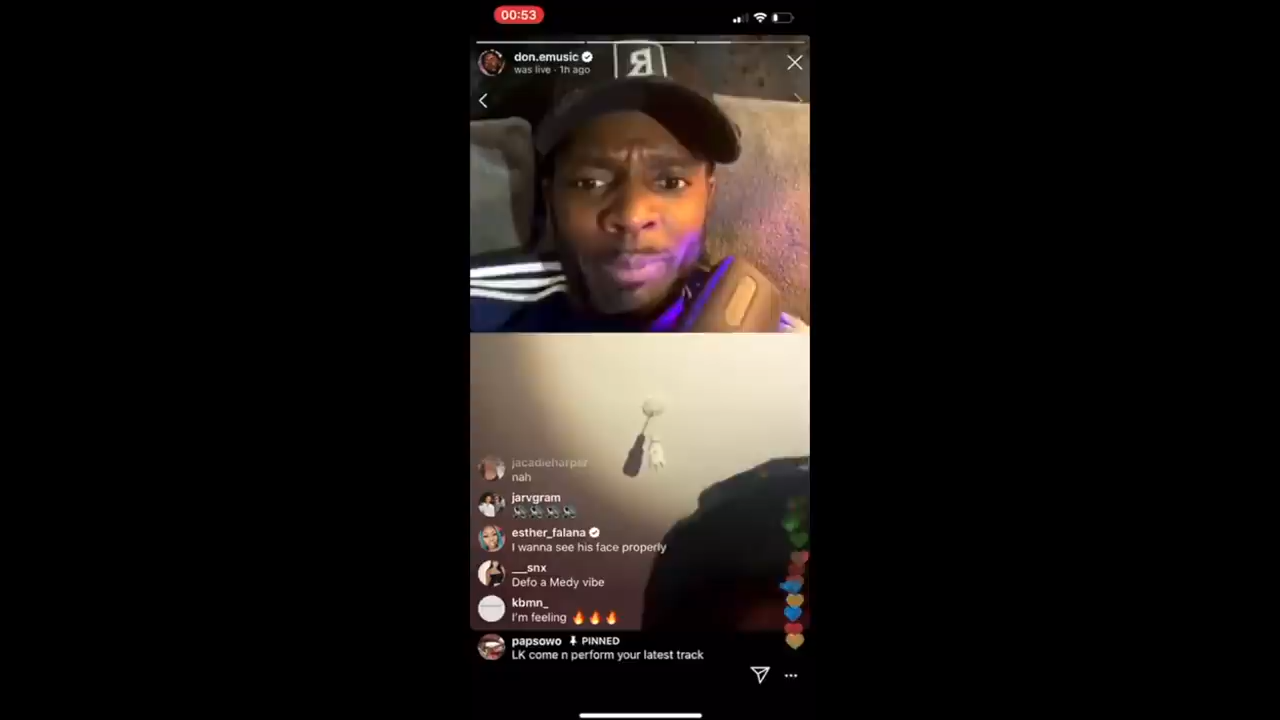 00:53
don.emusic
was live · 1h ago
R
jacadieharper
nah
jarvgram
esther_falana
I wanna see his face properly
___snx
Defo a Medy vibe
kbmn_
I'm feeling 🔥🔥🔥
papsowo PINNED
LK come n perform your latest track